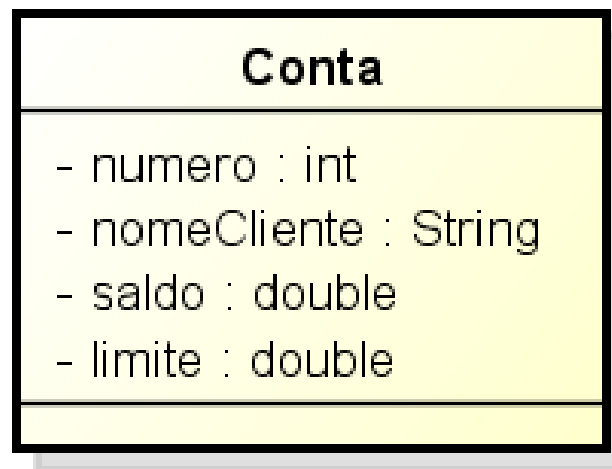 Conta
- numero : int
- nomeCliente : String
- saldo : double
- limite : double